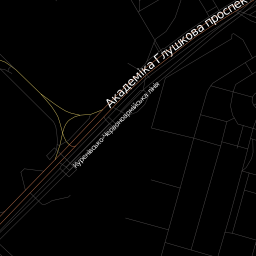 Академіка Глушкова проспек
Куренівсько-Червоноармійська лінія